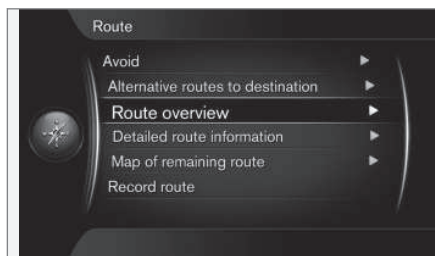 Route
Avoid
Alternative routes to destination
Route overview
Detailed route information
Map of remaining route
Record route